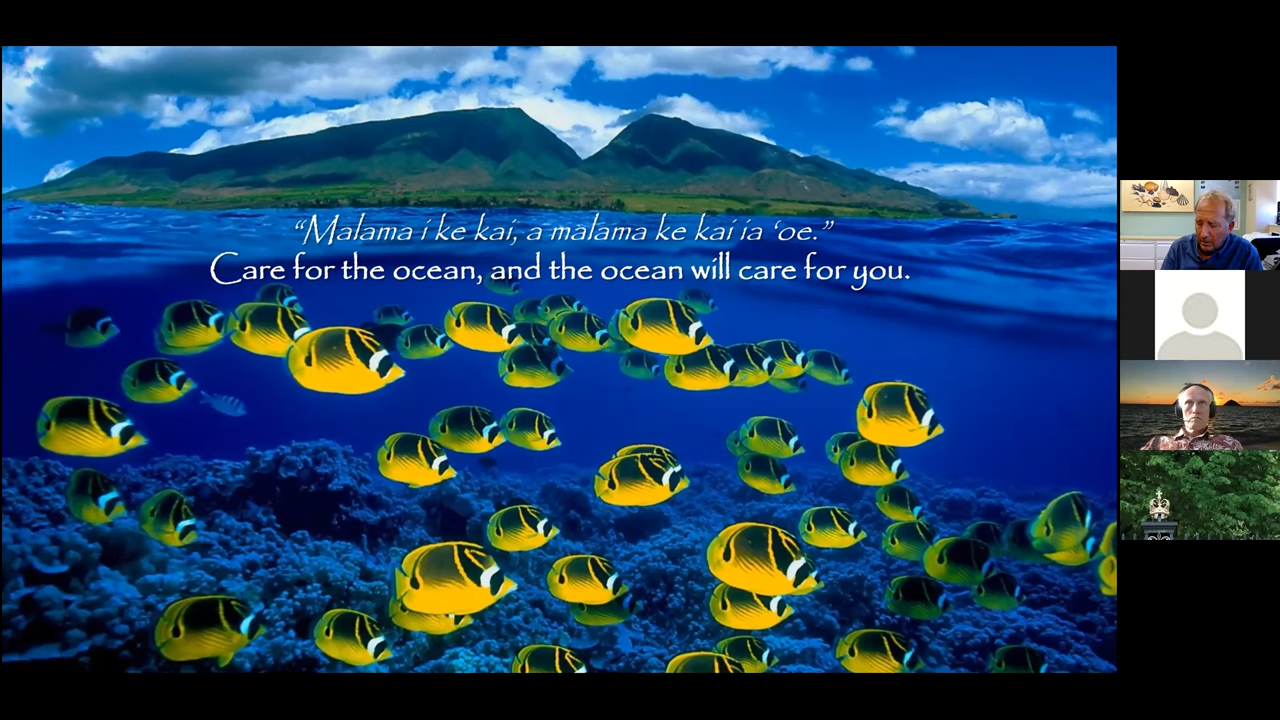 “Malama i ke kai, a malama ke kai ia ‘oe.”
Care for the ocean, and the ocean will care for you.